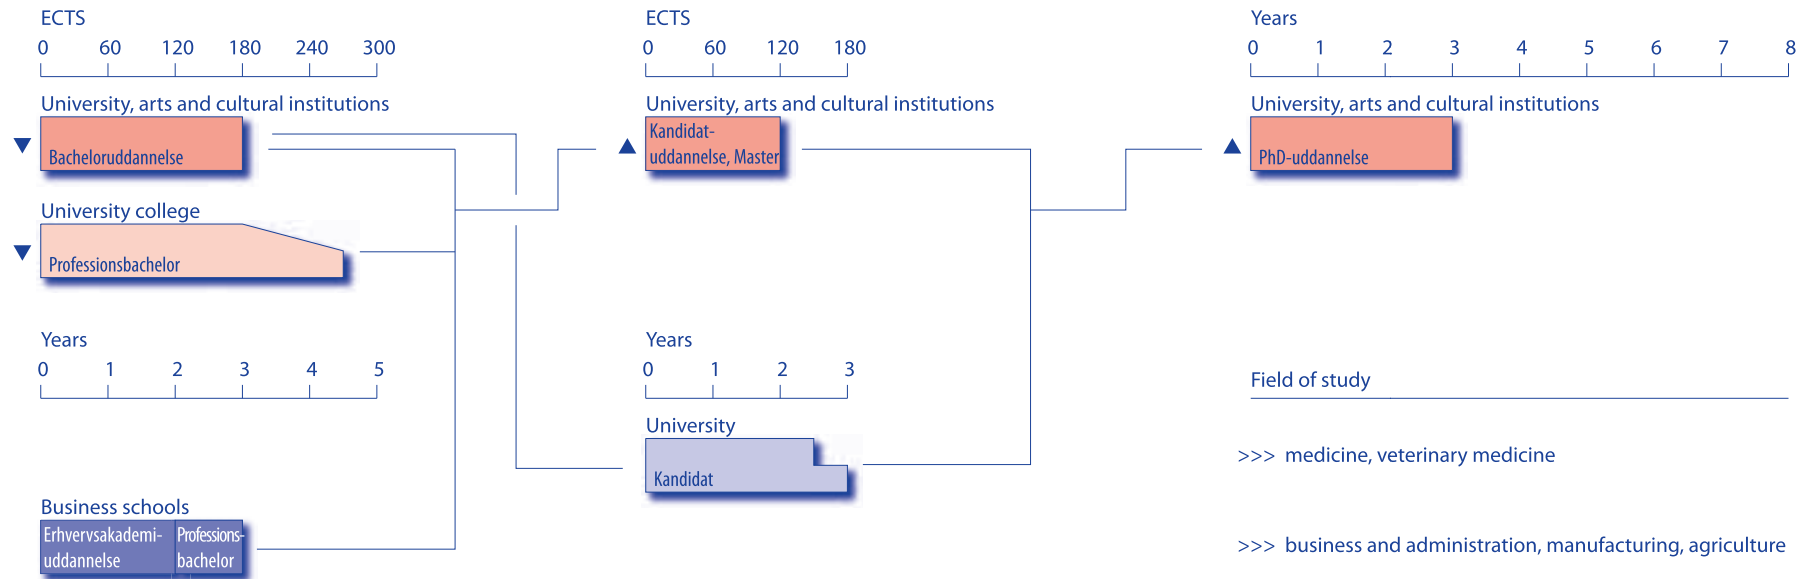 ECTS
0 60 120 180 240 300
University, arts and cultural institutions
Bacheloruddannelse
University college
Professionsbachelor
Years
0 1 2 3 4 5
Business schools
Erhvervsakademi-
uddannelse
Professions-
bachelor
ECTS
0 60 120 180
University, arts and cultural institutions
Kandidat-
uddannelse, Master
Years
0 1 2 3
University
Kandidat
Years
0 1 2 3 4 5 6 7 8
University, arts and cultural institutions
PhD-uddannelse
Field of study
>>> medicine, veterinary medicine
>>> business and administration, manufacturing, agriculture